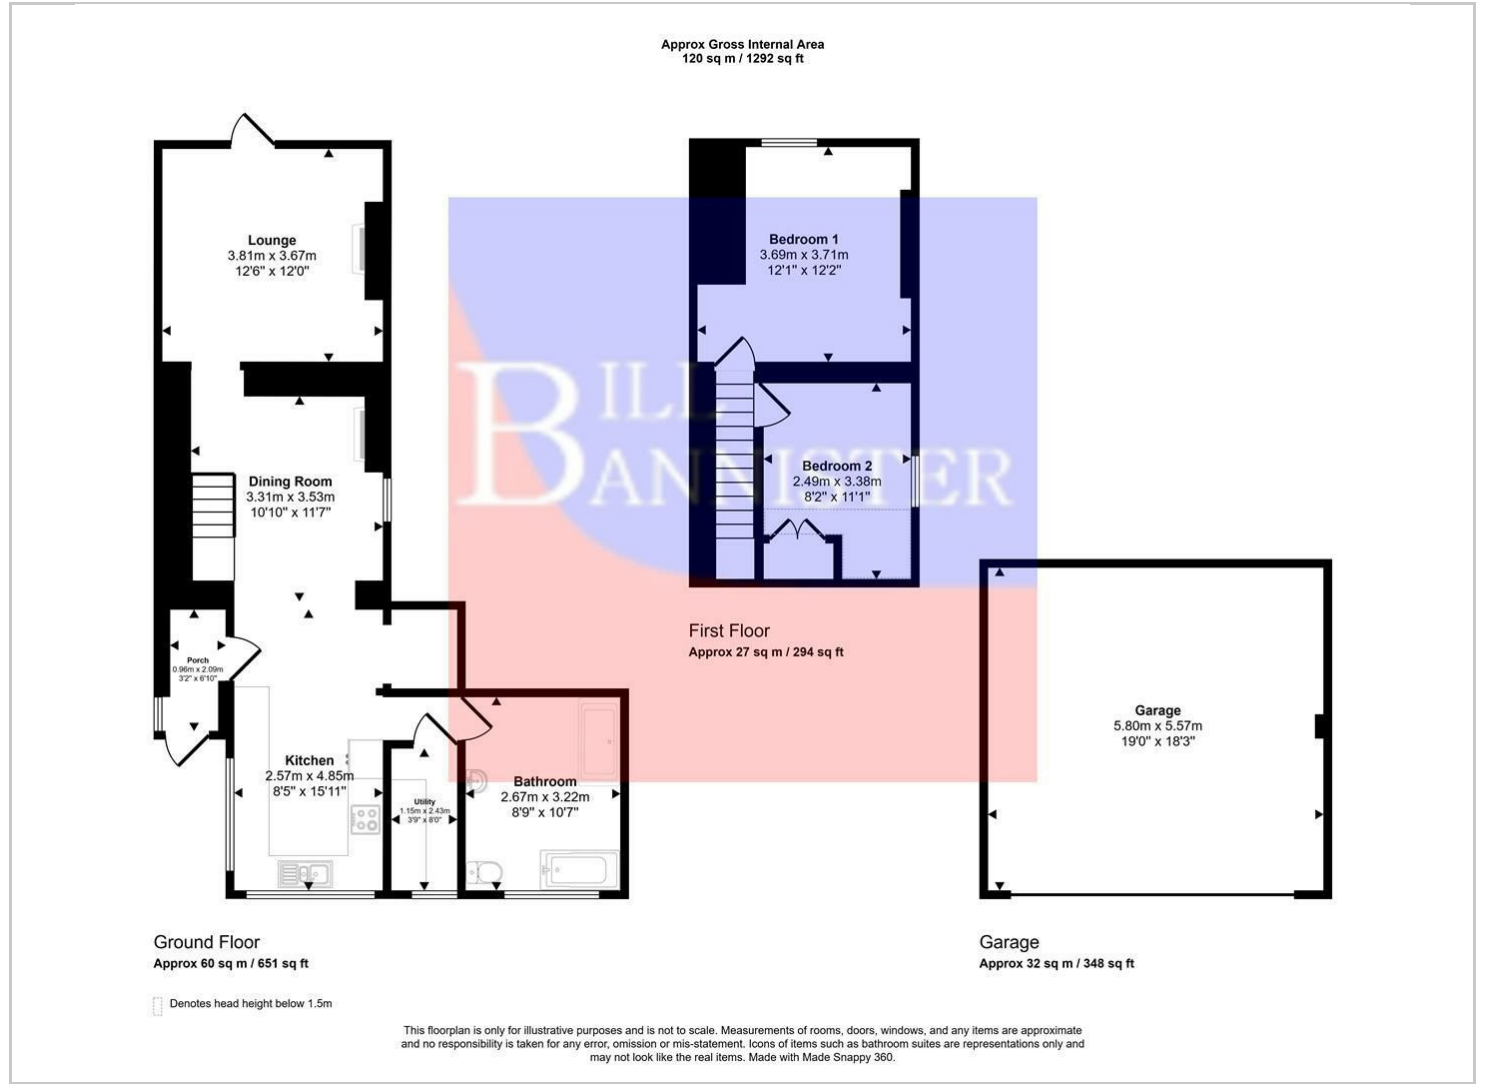 Approx Gross Internal Area
120 sq m / 1292 sq ft
Lounge
3.81m x 3.67m
12'6" x 12'0"
Dining Room
3.31m x 3.53m
10'10" x 11'7"
Porch
0.96m x 2.09m
3'2" x 6'10"
Kitchen
2.57m x 4.85m
8'5" x 15'11"
Utility
1.15m x 2.43m
3'9" x 8'0"
Bathroom
2.67m x 3.22m
8'9" x 10'7"
Ground Floor
Approx 60 sq m / 651 sq ft
Bedroom 1
3.69m x 3.71m
12'1" x 12'2"
BILL
BANNISTER
Bedroom 2
2.49m x 3.38m
8'2" x 11'1"
First Floor
Approx 27 sq m / 294 sq ft
Garage
5.80m x 5.57m
19'0" x 18'3"
Garage
Approx 32 sq m / 348 sq ft
Denotes head height below 1.5m
This floorplan is only for illustrative purposes and is not to scale. Measurements of rooms, doors, windows, and any items are approximate
and no responsibility is taken for any error, omission or mis-statement. Icons of items such as bathroom suites are representations only and
may not look like the real items. Made with Made Snappy 360.